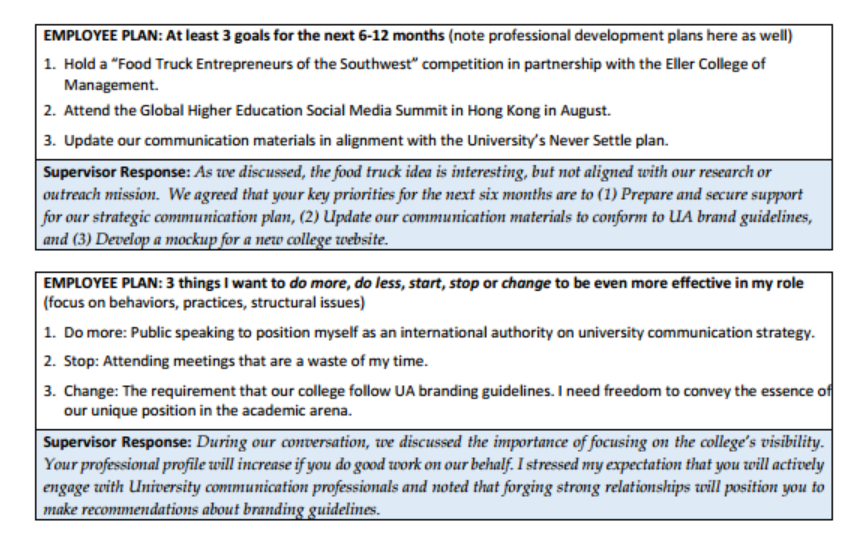 EMPLOYEE PLAN: At least 3 goals for the next 6-12 months (note professional development plans here as well)
1. Hold a “Food Truck Entrepreneurs of the Southwest” competition in partnership with the Eller College of
Management.
2. Attend the Global Higher Education Social Media Summit in Hong Kong in August.
3. Update our communication materials in alignment with the University’s Never Settle plan.
Supervisor Response: As we discussed, the food truck idea is interesting, but not aligned with our research or
outreach mission. We agreed that your key priorities for the next six months are to (1) Prepare and secure support
for our strategic communication plan, (2) Update our communication materials to conform to UA brand guidelines,
and (3) Develop a mockup for a new college website.
EMPLOYEE PLAN: 3 things I want to do more, do less, start, stop or change to be even more effective in my role
(focus on behaviors, practices, structural issues)
1. Do more: Public speaking to position myself as an international authority on university communication strategy.
2. Stop: Attending meetings that are a waste of my time.
3. Change: The requirement that our college follow UA branding guidelines. I need freedom to convey the essence of
our unique position in the academic arena.
Supervisor Response: During our conversation, we discussed the importance of focusing on the college’s visibility.
Your professional profile will increase if you do good work on our behalf. I stressed my expectation that you will actively
engage with University communication professionals and noted that forging strong relationships will position you to
make recommendations about branding guidelines.